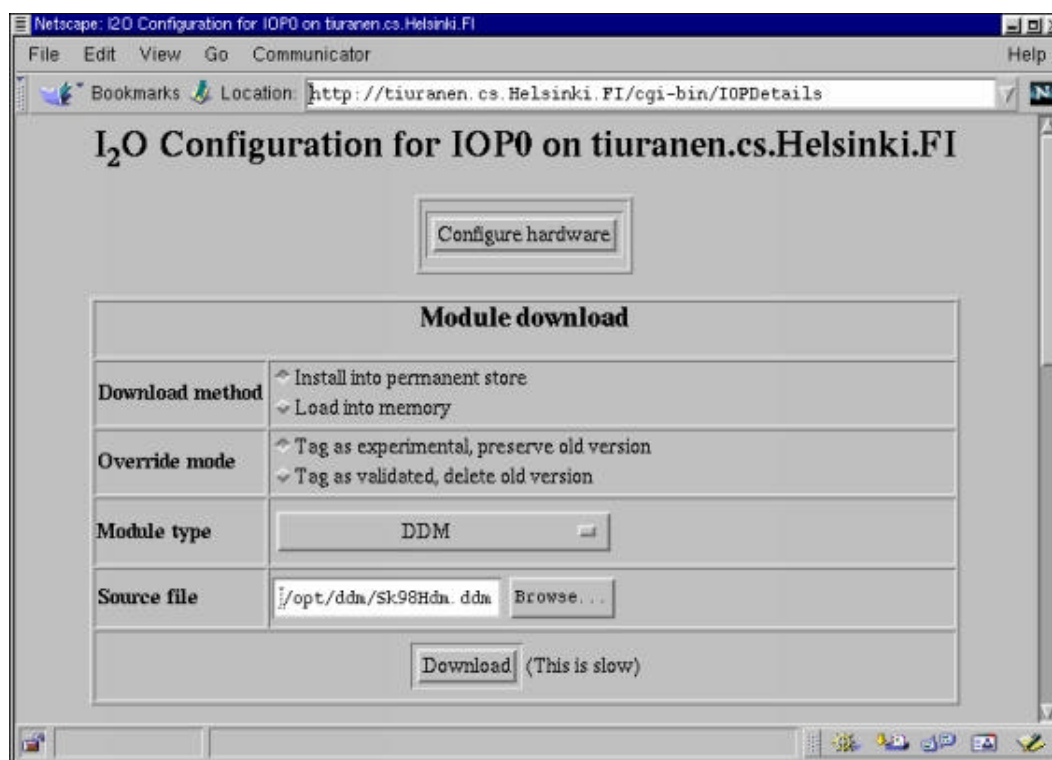 Netscape: I2O Configuration for IOP0 on tiuranen.cs.Helsinki.FI
File Edit View Go Communicator Help
Bookmarks Location: http://tiuranen.cs.Helsinki.FI/cgi-bin/IOPDetails N
I2O Configuration for IOP0 on tiuranen.cs.Helsinki.FI
Configure hardware
Module download
Download method
Install into permanent store
Load into memory
Override mode
Tag as experimental, preserve old version
Tag as validated, delete old version
Module type DDM
Source file /opt/ddm/Sk98Hdm.ddm Browse...
Download (This is slow)